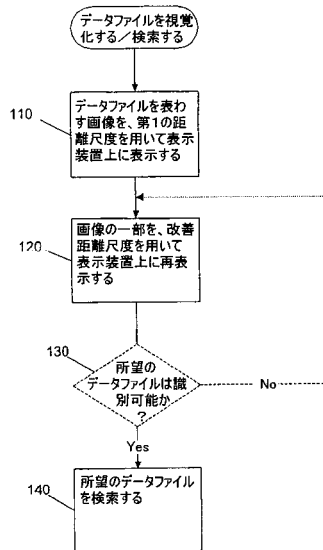 データファイルを視覚
化する／検索する
110
データファイルを表わ
す画像を、第1の距
離尺度を用いて表示
装置上に表示する
120
画像の一部を、改善
距離尺度を用いて
表示装置上に再表
示する
130
所望の
データファイルは識
別可能か
?
No
Yes
140
所望のデータファイル
を検索する